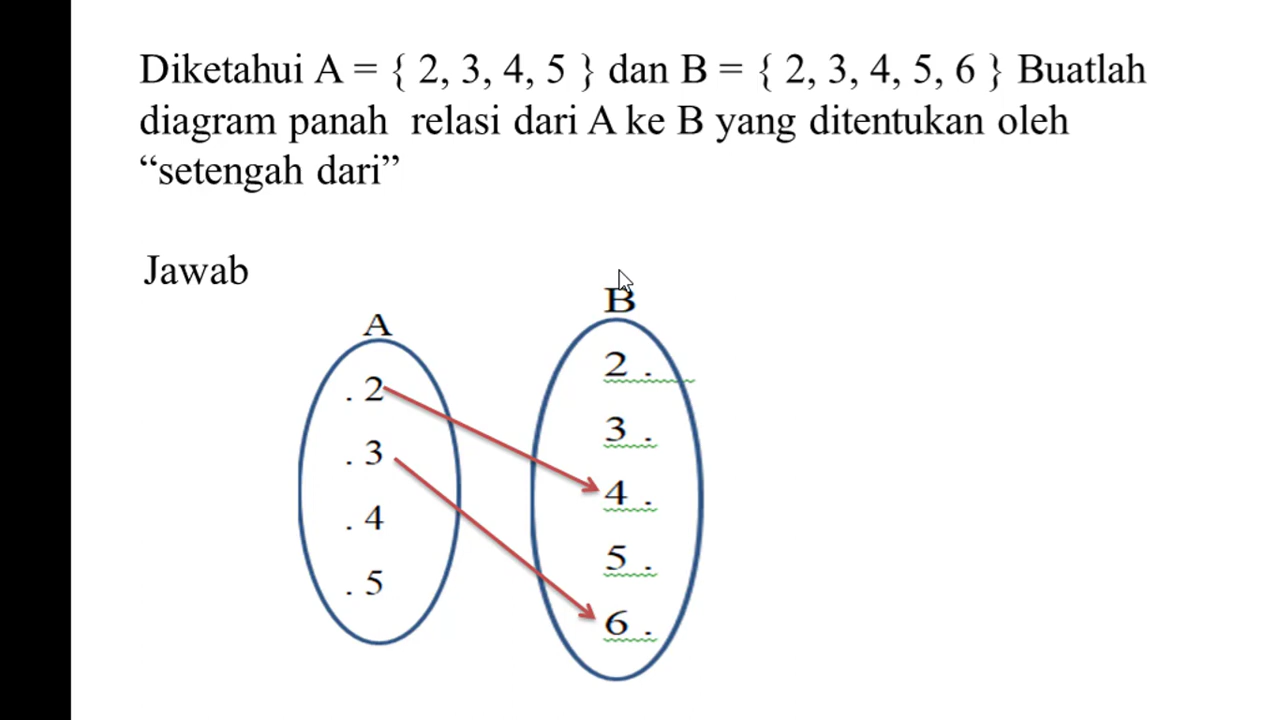 Diketahui A = { 2, 3, 4, 5 } dan B = { 2, 3, 4, 5, 6 } Buatlah
diagram panah relasi dari A ke B yang ditentukan oleh
“setengah dari”
Jawab
A
. 2
. 3
. 4
. 5
B
2 .
3 .
4 .
5 .
6 .